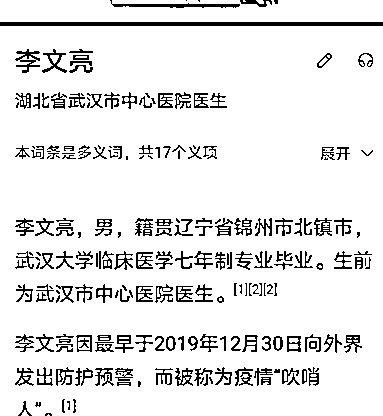 李文亮
湖北省武汉市中心医院医生
本词条是多义词，共17个义项 展开
李文亮，男，籍贯辽宁省锦州市北镇市，
武汉大学临床医学七年制专业毕业。生前
为武汉市中心医院医生。[1][2][2]
李文亮因最早于2019年12月30日向外界
发出防护预警，而被称为疫情“吹哨
人”。[1]